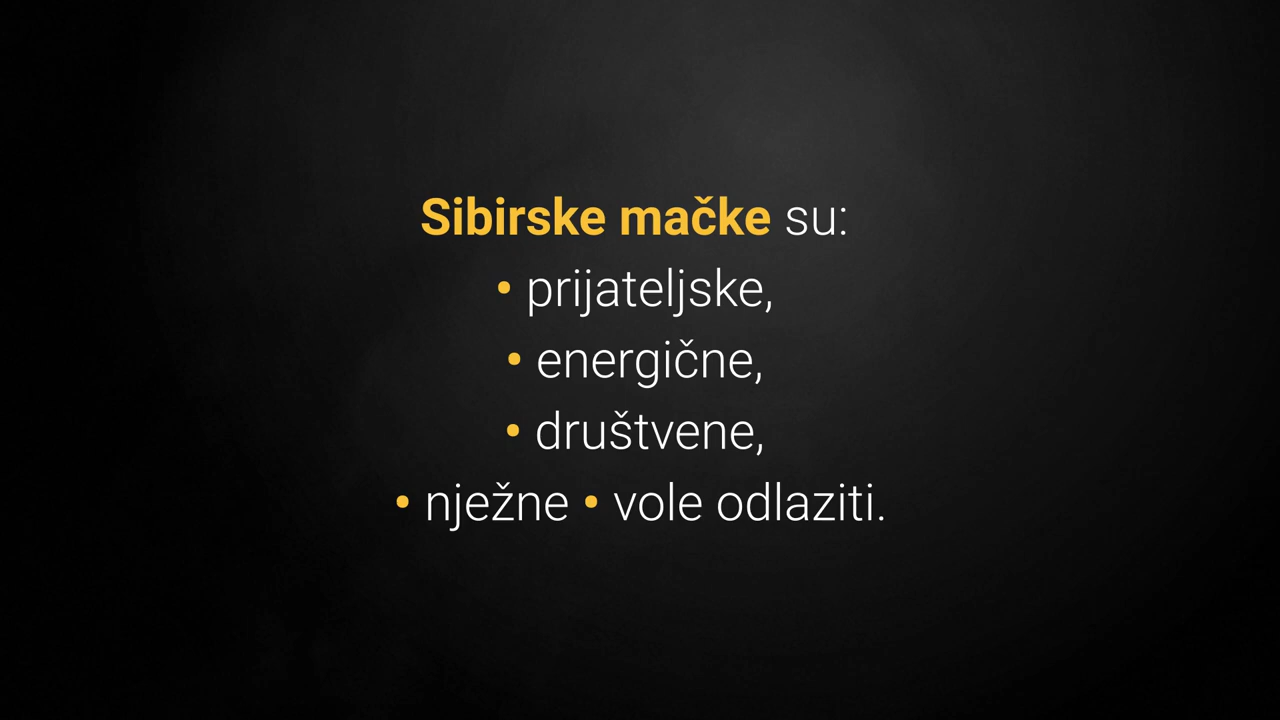 Sibirske mačke su:
• prijateljske,
• energične,
• društvene,
• nježne • vole odlaziti.